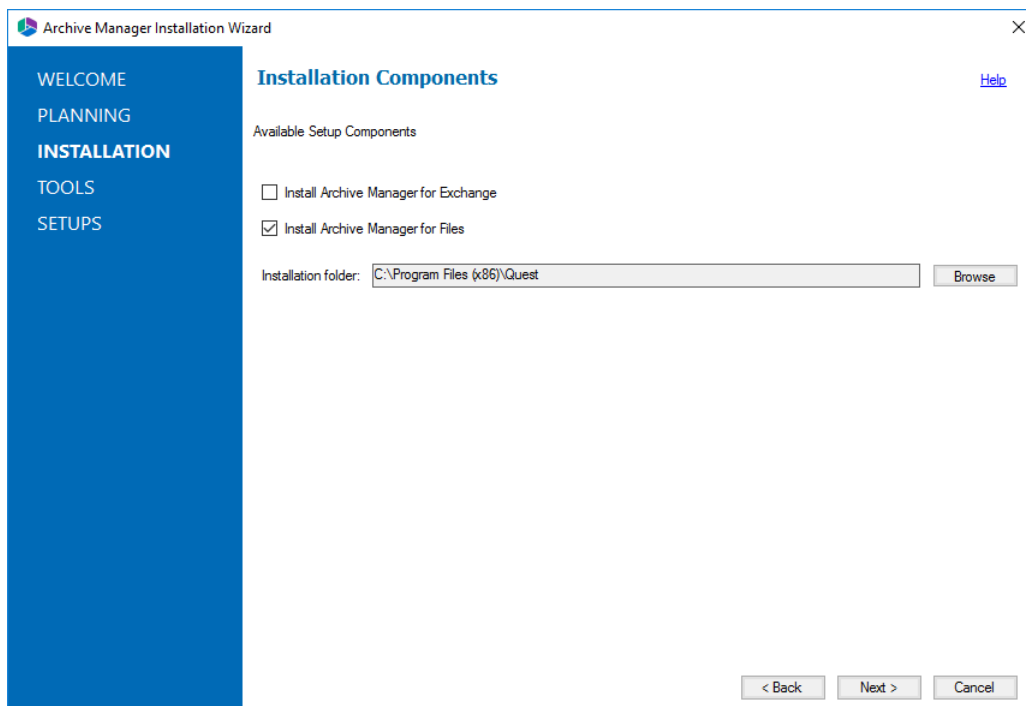 Archive Manager Installation Wizard
WELCOME
PLANNING
INSTALLATION
TOOLS
SETUPS
Installation Components
Help
Available Setup Components
Install Archive Manager for Exchange
Install Archive Manager for Files
Installation folder: C:\Program Files (x86)\Quest Browse
< Back Next > Cancel